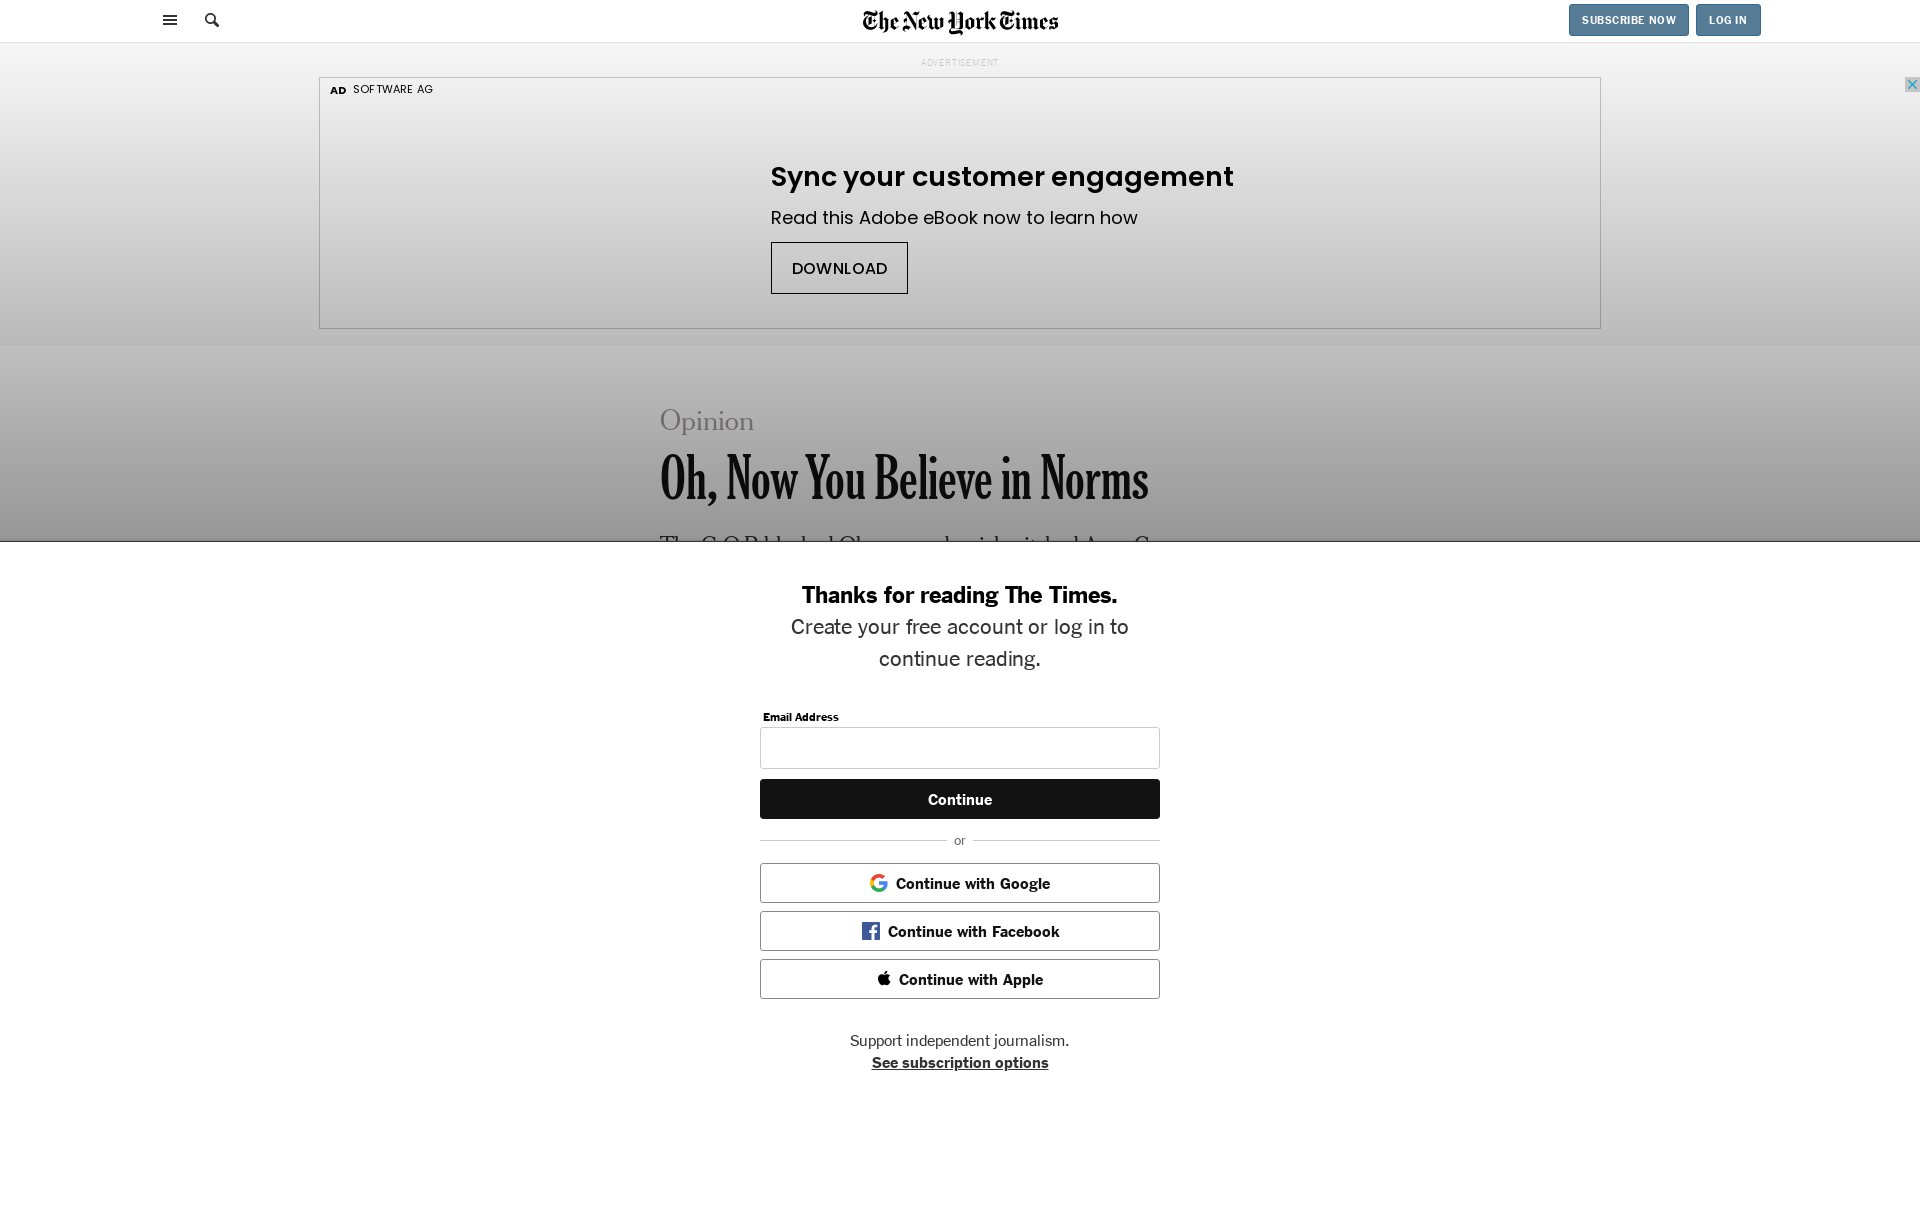 The New York Times
SUBSCRIBE NOW
LOG IN
ADVERTISEMENT
AD SOFTWARE AG
Sync your customer engagement
Read this Adobe eBook now to learn how
DOWNLOAD
Opinion
Oh, Now You Believe in Norms
Thanks for reading The Times.
Create your free account or log in to
continue reading.
Email Address
Continue
or
Continue with Google
Continue with Facebook
Continue with Apple
Support independent journalism.
See subscription options